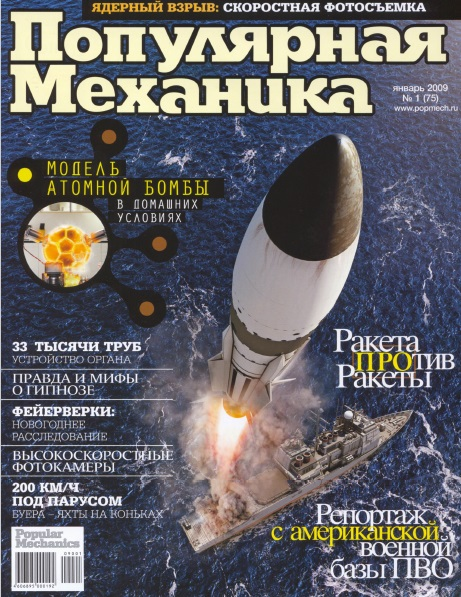 ЯДЕРНЫЙ ВЗРЫВ: СКОРОСТНАЯ ФОТОСЪЕМКА
Популярная
Механика
январь 2009
№ 1 (75)
www.popmech.ru
МОДЕЛЬ
АТОМНОЙ БОМБЫ
В ДОМАШНИХ
УСЛОВИЯХ
33 ТЫСЯЧИ ТРУБ
УСТРОЙСТВО ОРГАНА
ПРАВДА И МИФЫ
О ГИПНОЗЕ
ФЕЙЕРВЕРКИ:
НОВОГОДНЕЕ
РАССЛЕДОВАНИЕ
ВЫСОКОСКОРОСТНЫЕ
ФОТОКАМЕРЫ
200 КМ/Ч
ПОД ПАРУСОМ
БУЕРА – ЯХТЫ НА КОНЬКАХ
Ракета
ПРОтив
Ракеты
Репортаж
с американской
военной
базы ПВО
Popular
Mechanics